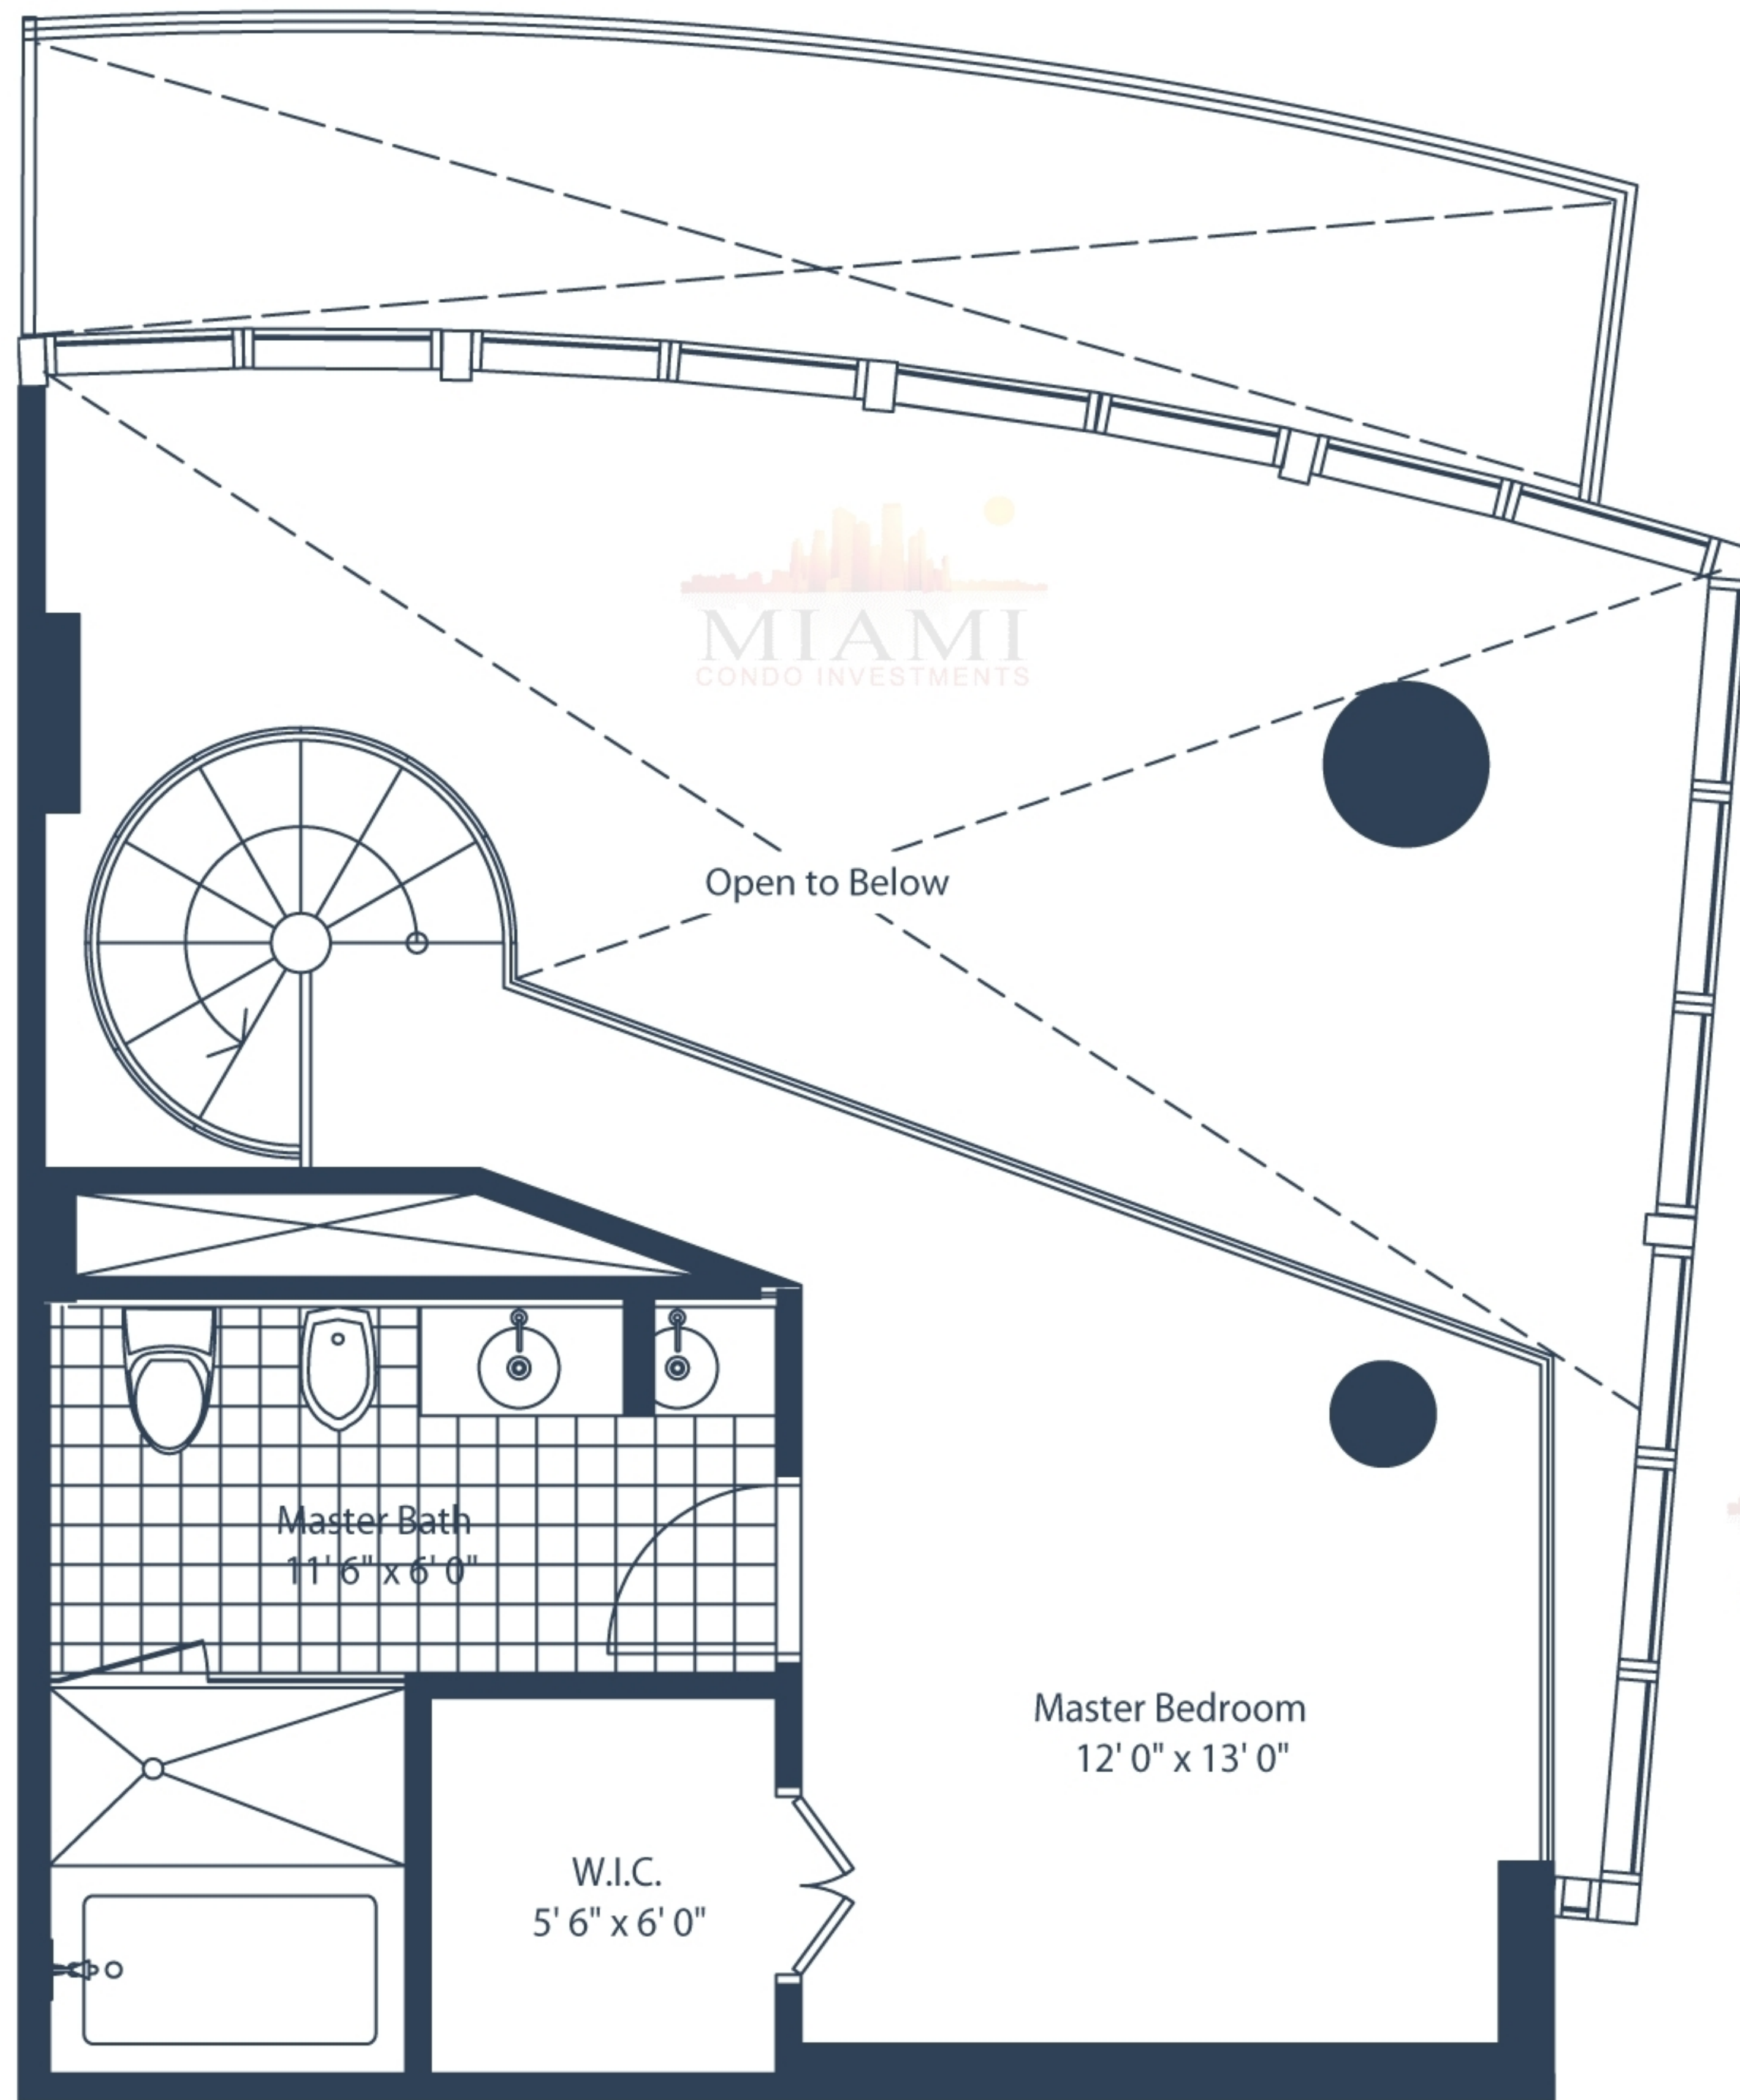 MIAMI
CONDO INVESTMENTS
Open to Below
Master Bath
11' 6" x 6' 0"
Master Bedroom
12' 0" x 13' 0"
W.I.C.
5' 6" x 6' 0"